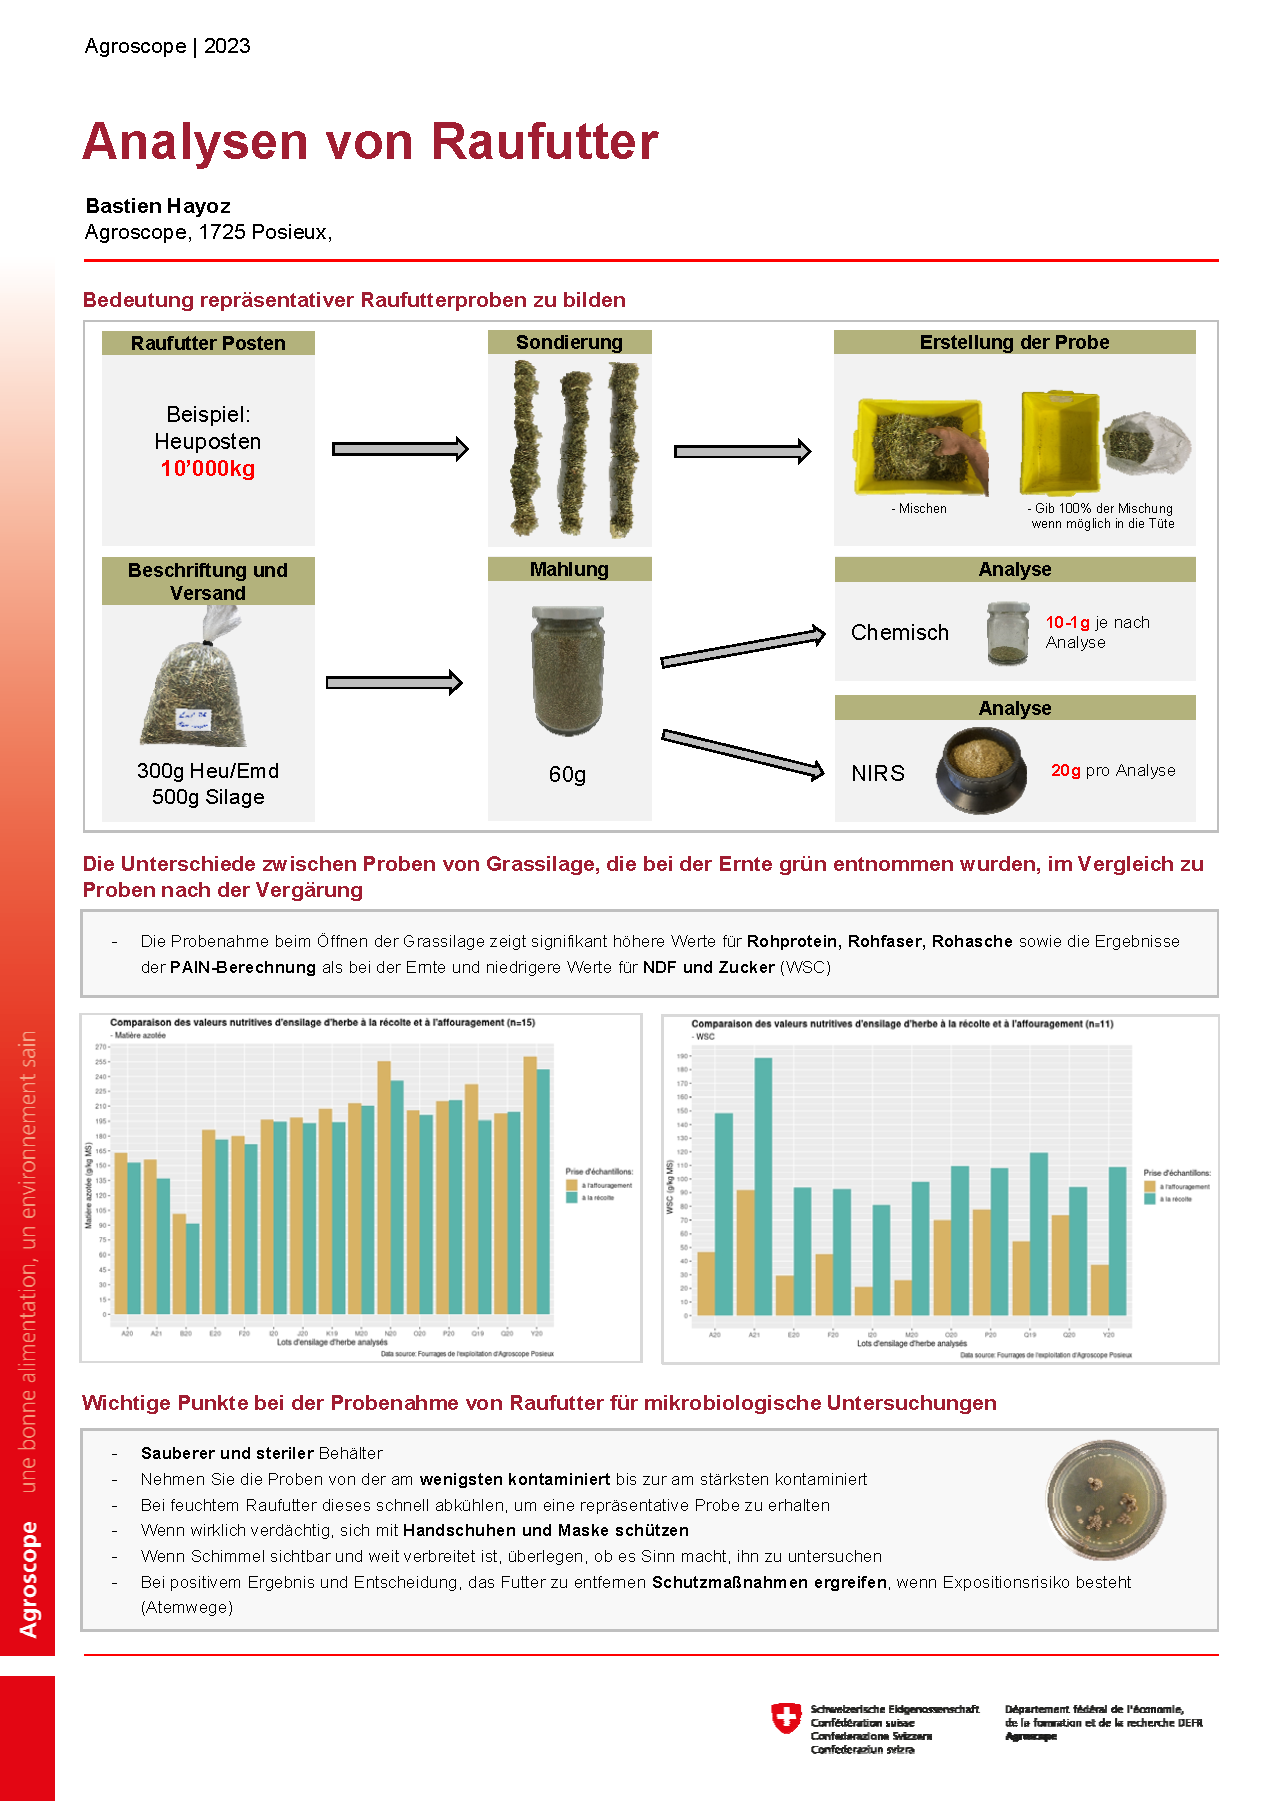 Agroscope | 2023
Analysen von Raufutter
Bastien Hayoz
Agroscope, 1725 Posieux,
Bedeutung repräsentativer Raufutterproben zu bilden
Raufutter Posten
Beispiel:
Heuposten
10’000kg
Sondierung
Erstellung der Probe
- Mischen
- Gib 100% der Mischung
wenn möglich in die Tüte
Beschriftung und
Versand
300g Heu/Emd
500g Silage
Mahlung
60g
Analyse
Chemisch
10-1g je nach
Analyse
Analyse
NIRS
20g pro Analyse
Die Unterschiede zwischen Proben von Grassilage, die bei der Ernte grün entnommen wurden, im Vergleich zu
Proben nach der Vergärung
- Die Probenahme beim Öffnen der Grassilage zeigt signifikant höhere Werte für Rohprotein, Rohfaser, Rohasche sowie die Ergebnisse
der PAIN-Berechnung als bei der Ernte und niedrigere Werte für NDF und Zucker (WSC)
Comparaison des valeurs nutritives d'ensilage d'herbe à la récolte et à l'affouragement (n=15)
- Matière azotée
Matière azotée (g/kg MS)
270
255
240
225
210
195
180
165
150
135
120
105
90
75
60
45
30
15
0
A20 A21 B20 E20 F20 I20 J20 K19 M20 N20 O20 P20 Q19 Q20 Y20
Lots d'ensilage d'herbe analysés
Data source: Fourrages de l'exploitation d'Agroscope Posieux
Prise d'échantillons:
à l'affouragement
à la récolte
Comparaison des valeurs nutritives d'ensilage d'herbe à la récolte et à l'affouragement (n=11)
- WSC
WSC (g/kg MS)
190
180
170
160
150
140
130
120
110
100
90
80
70
60
50
40
30
20
10
0
A20 A21 E20 F20 I20 M20 O20 P20 Q19 Q20 Y20
Lots d'ensilage d'herbe analysés
Data source: Fourrages de l'exploitation d'Agroscope Posieux
Prise d'échantillons:
à l'affouragement
à la récolte
Wichtige Punkte bei der Probenahme von Raufutter für mikrobiologische Untersuchungen
- Sauberer und steriler Behälter
- Nehmen Sie die Proben von der am wenigsten kontaminiert bis zur am stärksten kontaminiert
- Bei feuchtem Raufutter dieses schnell abkühlen, um eine repräsentative Probe zu erhalten
- Wenn wirklich verdächtig, sich mit Handschuhen und Maske schützen
- Wenn Schimmel sichtbar und weit verbreitet ist, überlegen, ob es Sinn macht, ihn zu untersuchen
- Bei positivem Ergebnis und Entscheidung, das Futter zu entfernen Schutzmaßnahmen ergreifen, wenn Expositionsrisiko besteht
(Atemwege)
Agroscope une bonne alimentation, un environnement sain
Schweizerische Eidgenossenschaft
Confédération suisse
Confederazione Svizzera
Confederaziun svizra
Département fédéral de l'économie,
de la formation et de la recherche DEFR
Agroscope